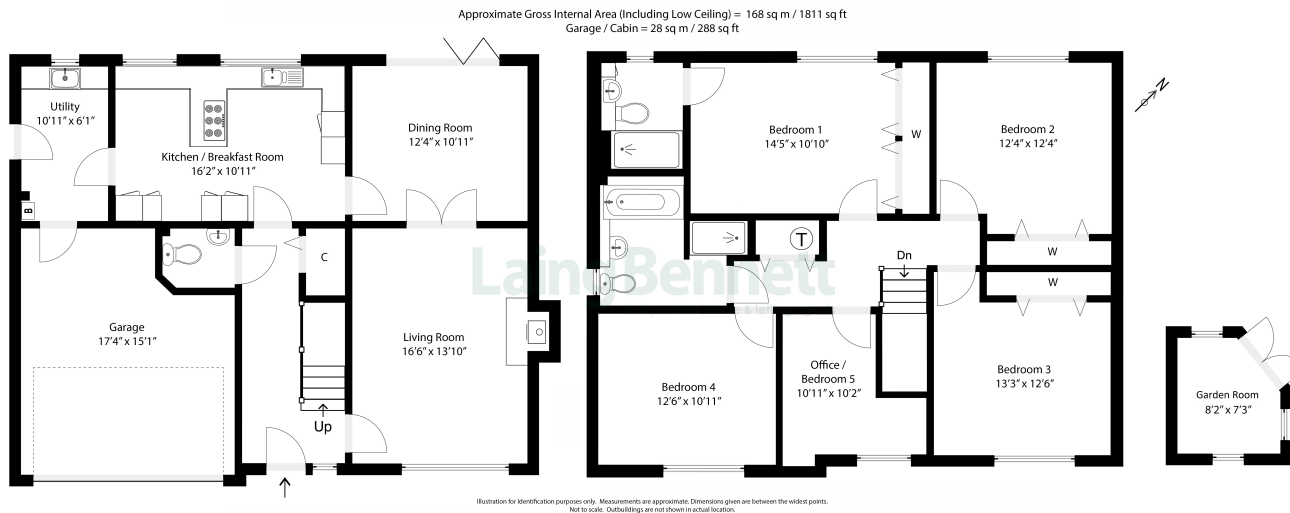 Approximate Gross Internal Area (Including Low Ceiling) = 168 sq m / 1811 sq ft
Garage / Cabin = 28 sq m / 288 sq ft
Utility
10'11" x 6'1"
Kitchen / Breakfast Room
16'2" x 10'11"
Dining Room
12'4" x 10'11"
B
C
Garage
17'4" x 15'1"
Living Room
16'6" x 13'10"
Up
Bedroom 1
14'5" x 10'10"
W
Bedroom 2
12'4" x 12'4"
W
W
T
Dn
Bedroom 3
13'3" x 12'6"
Bedroom 4
12'6" x 10'11"
Office /
Bedroom 5
10'11" x 10'2"
N
Garden Room
8'2" x 7'3"
LaingBennett
Illustration for Identification purposes only. Measurements are approximate. Dimensions given are between the widest points.
Not to scale. Outbuildings are not shown in actual location.